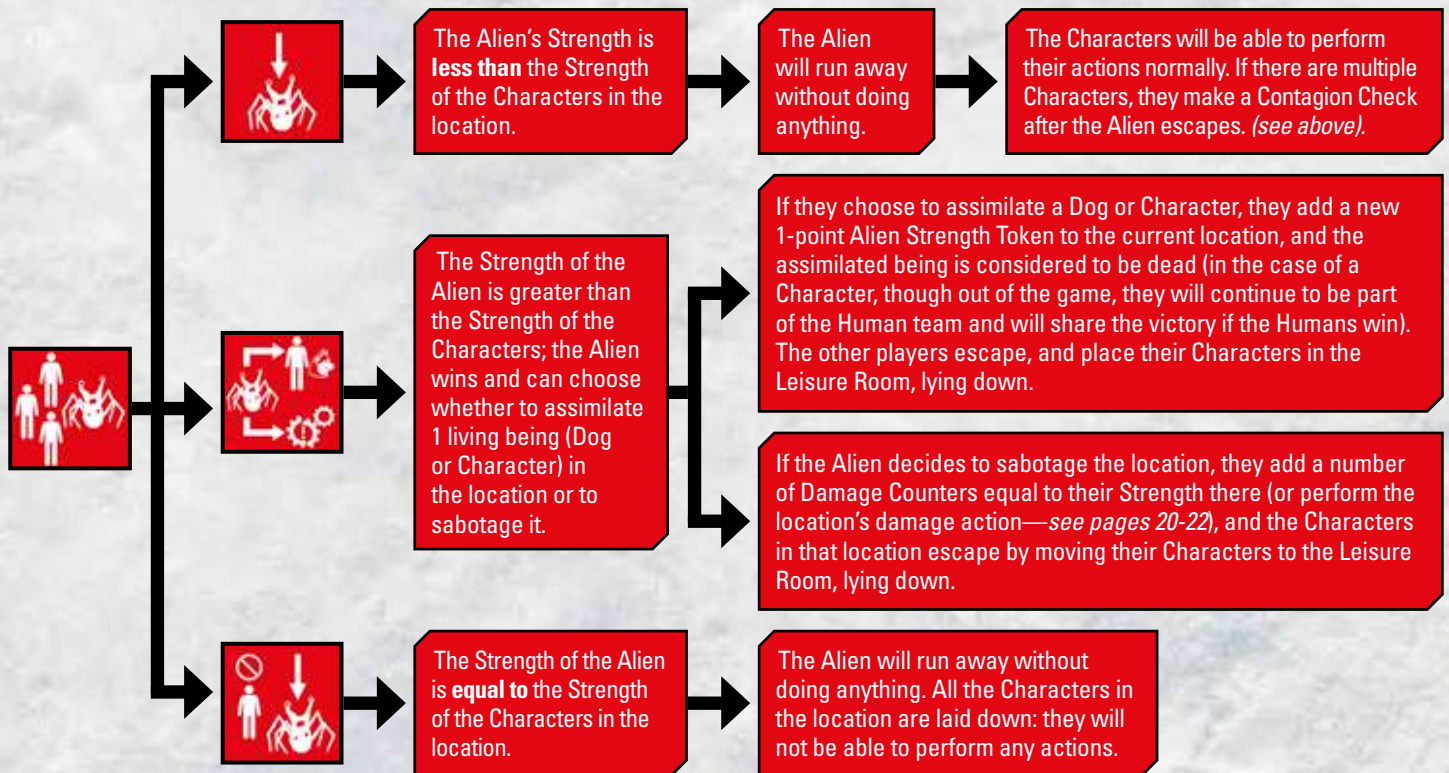 The Alien's Strength is
less than the Strength
of the Characters in the
location.
The Alien
will run away
without doing
anything.
The Characters will be able to perform
their actions normally. If there are multiple
Characters, they make a Contagion Check
after the Alien escapes. (see above).
The Strength of the
Alien is greater than
the Strength of the
Characters; the Alien
wins and can choose
whether to assimilate
1 living being (Dog
or Character) in
the location or to
sabotage it.
If they choose to assimilate a Dog or Character, they add a new
1-point Alien Strength Token to the current location, and the
assimilated being is considered to be dead (in the case of a
Character, though out of the game, they will continue to be part
of the Human team and will share the victory if the Humans win).
The other players escape, and place their Characters in the
Leisure Room, lying down.
If the Alien decides to sabotage the location, they add a number
of Damage Counters equal to their Strength there (or perform the
location's damage action—see pages 20-22), and the Characters
in that location escape by moving their Characters to the Leisure
Room, lying down.
The Strength of the Alien
is equal to the Strength
of the Characters in the
location.
The Alien will run away without
doing anything. All the Characters in
the location are laid down: they will
not be able to perform any actions.